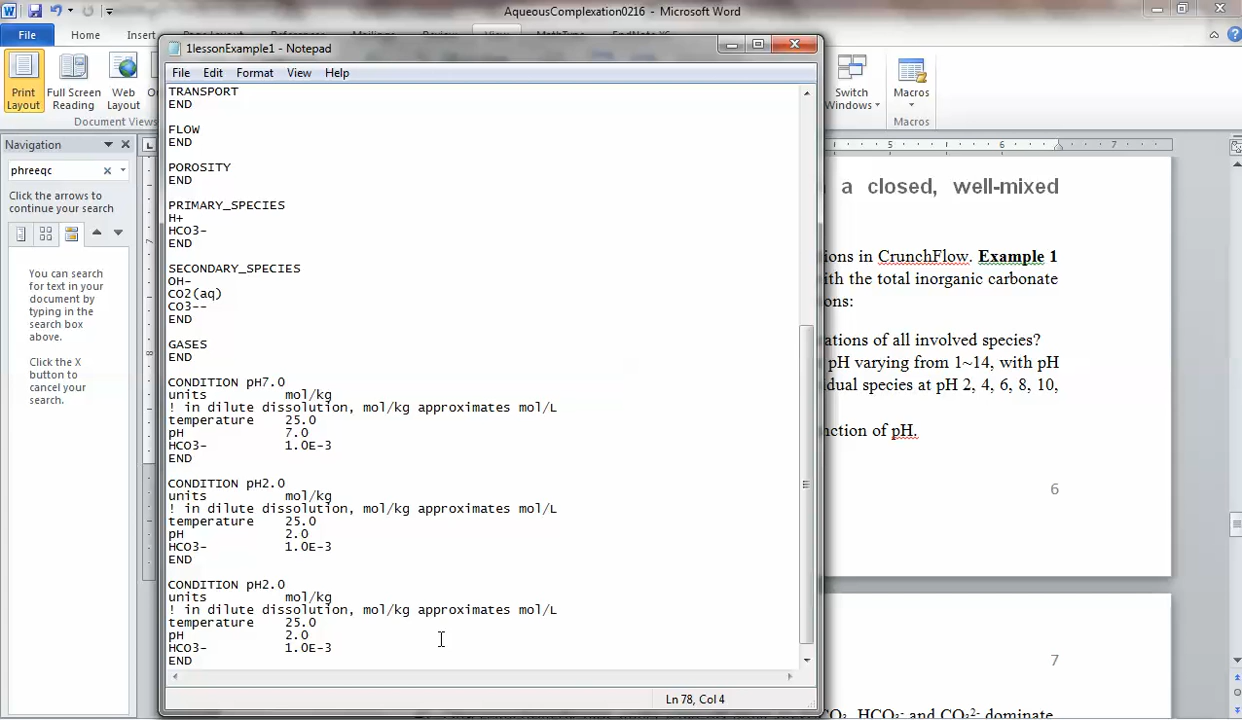 AqueousComplexation0216 - Microsoft Word
File
Home
Insert
1lessonExample1 - Notepad
File Edit Format View Help
Print Layout
Full Screen Reading
Web Layout
Document Views
Switch Windows
Macros
Macros
Navigation
phreeqc
Click the arrows to
continue your search
You can search
for text in your
document by
typing in the
search box
above.
Click the X
button to
cancel your
search.
TRANSPORT
END
FLOW
END
POROSITY
END
PRIMARY_SPECIES
H+
HCO3-
END
SECONDARY_SPECIES
OH-
CO2(aq)
CO3--
END
GASES
END
CONDITION pH7.0
units mol/kg
! in dilute dissolution, mol/kg approximates mol/L
temperature 25.0
pH 7.0
HCO3- 1.0E-3
END
CONDITION pH2.0
units mol/kg
! in dilute dissolution, mol/kg approximates mol/L
temperature 25.0
pH 2.0
HCO3- 1.0E-3
END
CONDITION pH2.0
units mol/kg
! in dilute dissolution, mol/kg approximates mol/L
temperature 25.0
pH 2.0
HCO3- 1.0E-3
END
Ln 78, Col 4
5 6 7
a closed, well-mixed
ions in CrunchFlow. Example 1
ith the total inorganic carbonate
ons:
ations of all involved species?
pH varying from 1~14, with pH
dual species at pH 2, 4, 6, 8, 10,
nction of pH.
6
7
CO₃, HCO₃⁻ and CO₃²⁻ dominate